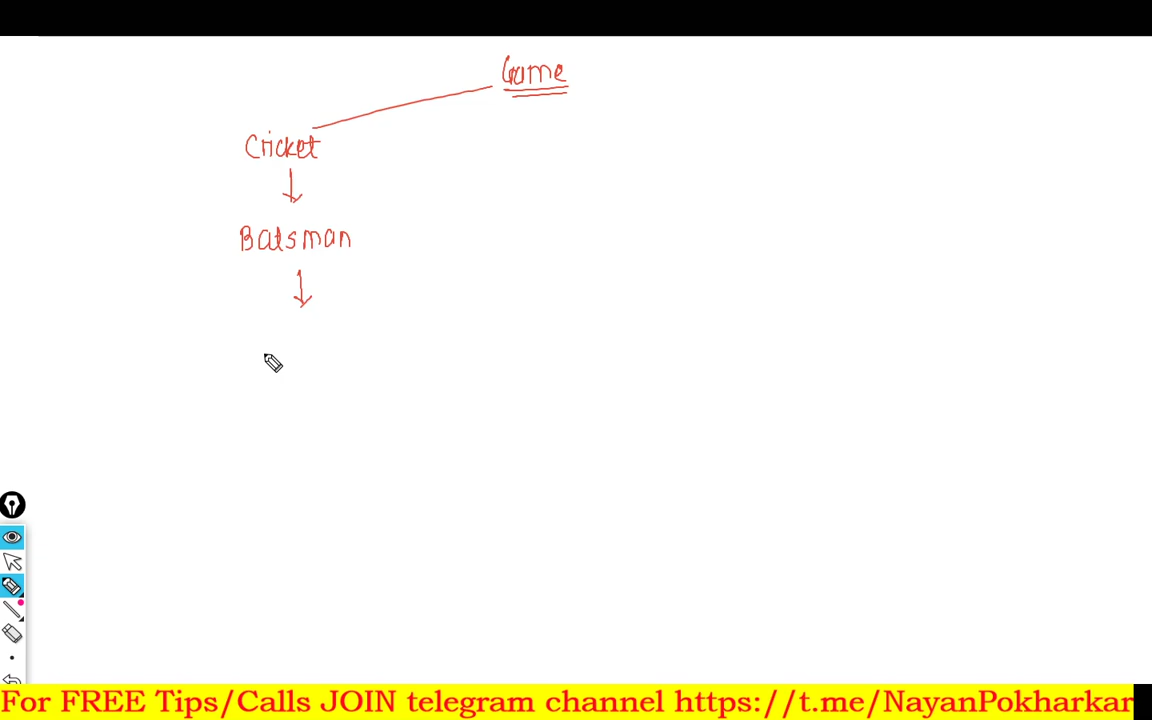 Game
Cricket
Batsman
For FREE Tips/Calls JOIN telegram channel https://t.me/NayanPokharkar